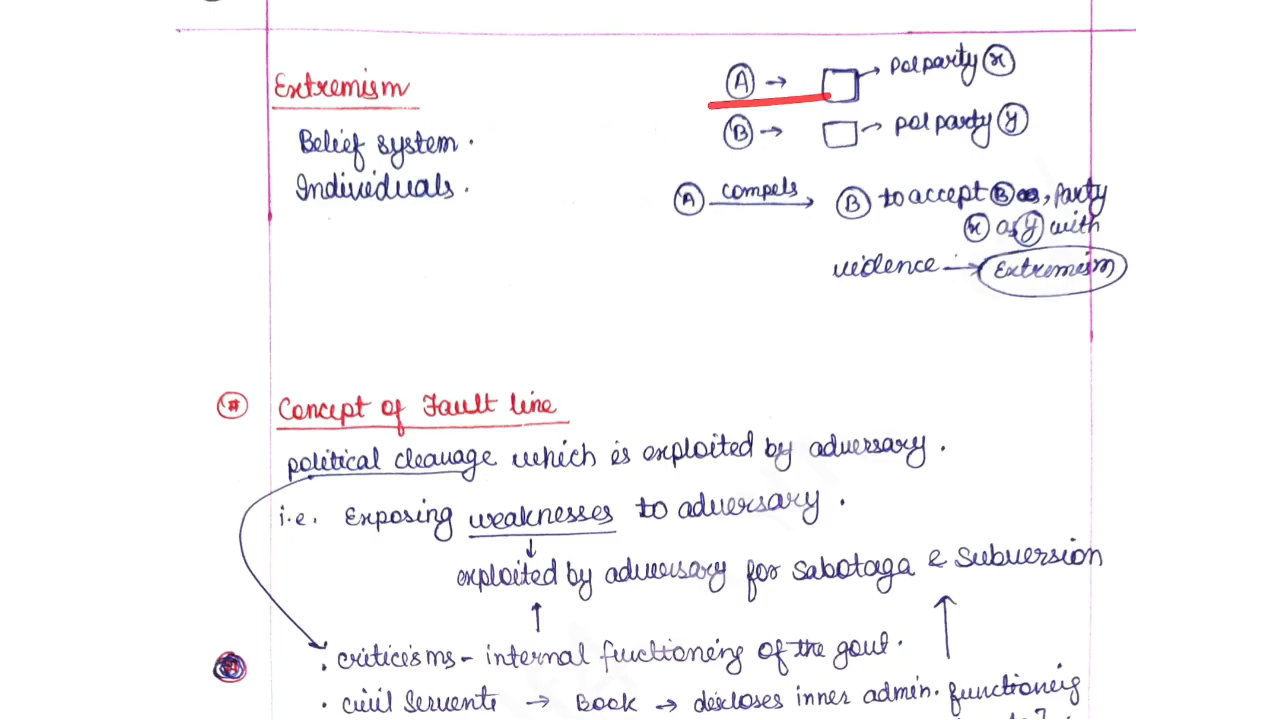 Extremism
Belief system.
Individuals.
A → □ → Pol party x
B → □ → pol party y
A compels → B to accept B as, Party
x as y with
violence → Extremism
# Concept of Fault line
political cleavage which is exploited by adversary.
i.e. Exposing weaknesses to adversary.
↓
exploited by adversary for sabotaga & subversion
↑
• criticisms - internal functioning of the govt.
• civil servants → Book → discloses inner admin. functioning